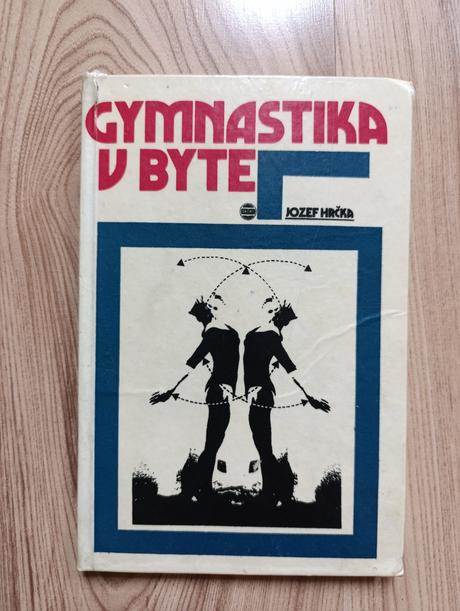 GYMNASTIKA
V BYTE
JOZEF HRČKA